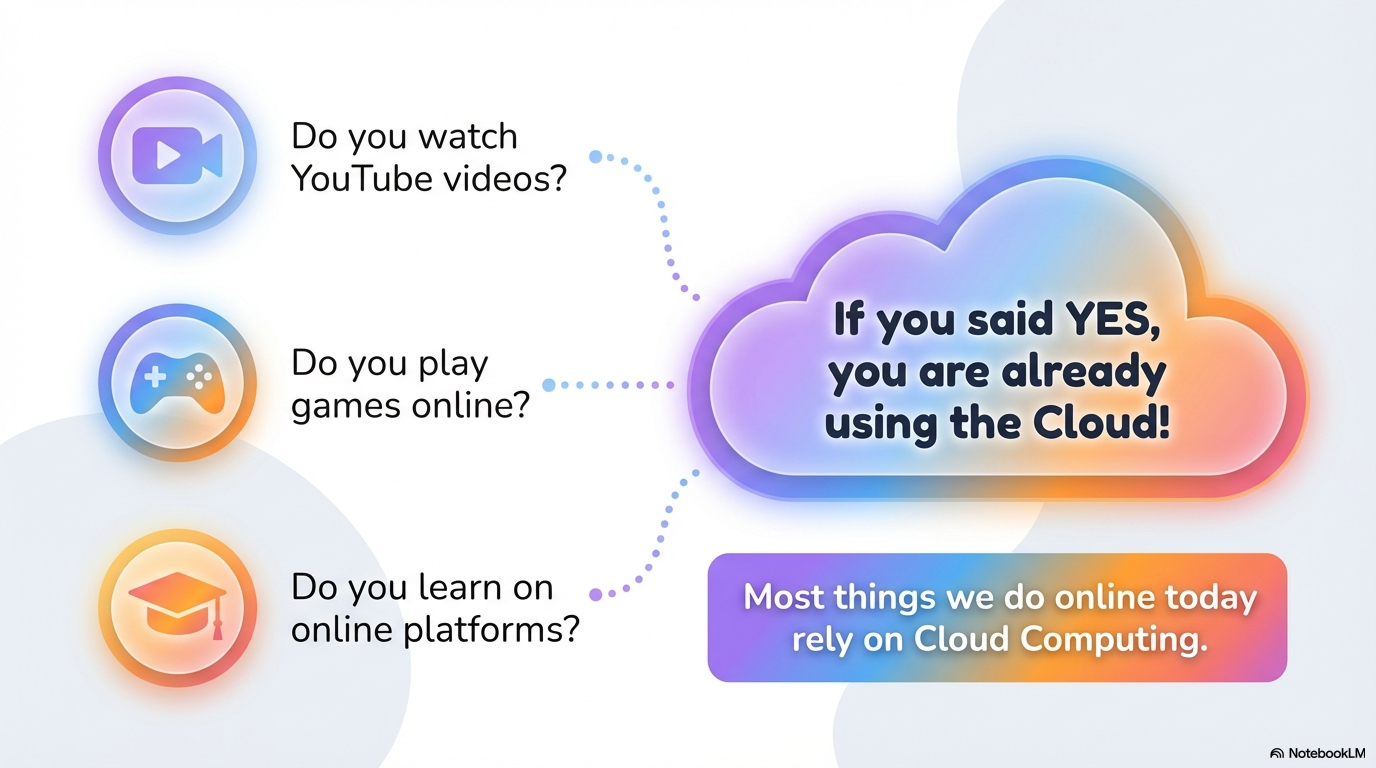 Do you watch
YouTube videos?
Do you play
games online?
Do you learn on
online platforms?
If you said YES,
you are already
using the Cloud!
Most things we do online today
rely on Cloud Computing.
NotebookLM